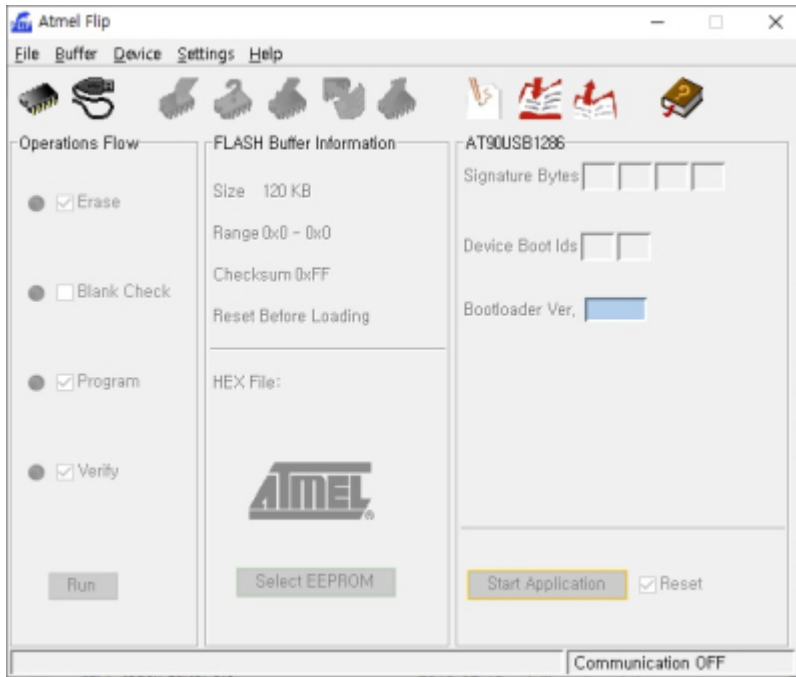 Atmel Flip
File Buffer Device Settings Help
Operations Flow
Erase
Blank Check
Program
Verify
Run
FLASH Buffer Information
Size 120 KB
Range 0x0 - 0x0
Checksum 0xFF
Reset Before Loading
HEX File:
ATMEL
Select EEPROM
AT90USB1286
Signature Bytes
Device Boot Ids
Bootloader Ver,
Start Application Reset
Communication OFF